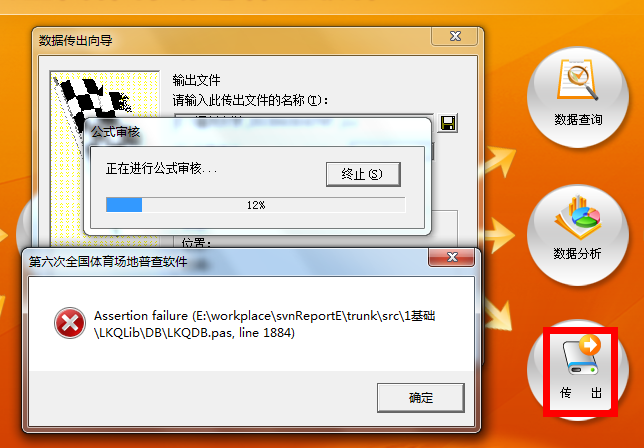 数据传出向导
输出文件
请输入此传出文件的名称(T):
公式审核
正在进行公式审核...
终止(S)
12%
位置:
第六次全国体育场地普查软件
Assertion failure (E:\workplace\svnReportE\trunk\src\1基础
\LKQLib\DB\LKQDB.pas, line 1884)
确定
数据查询
数据分析
传 出